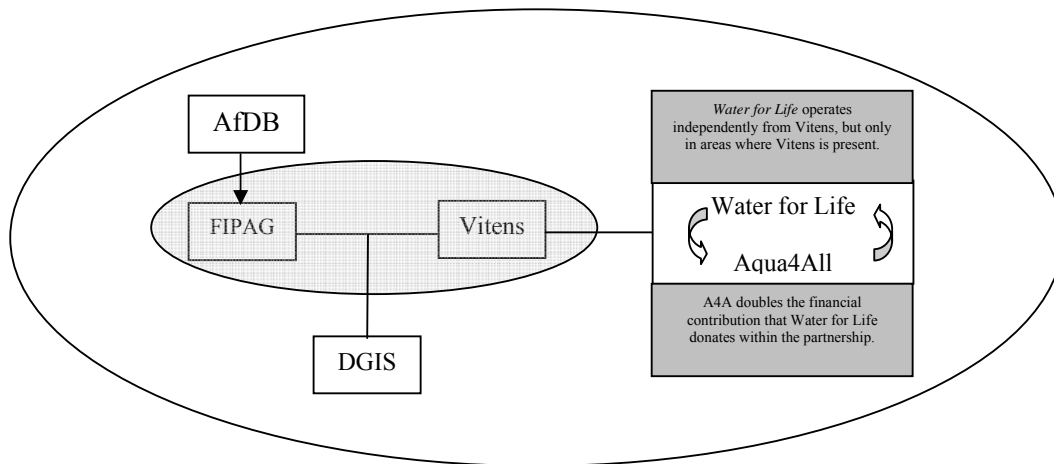 AfDB
FIPAG
Vitens
DGIS
Water for Life operates
independently from Vitens, but only
in areas where Vitens is present.
Water for Life
Aqua4All
A4A doubles the financial
contribution that Water for Life
donates within the partnership.